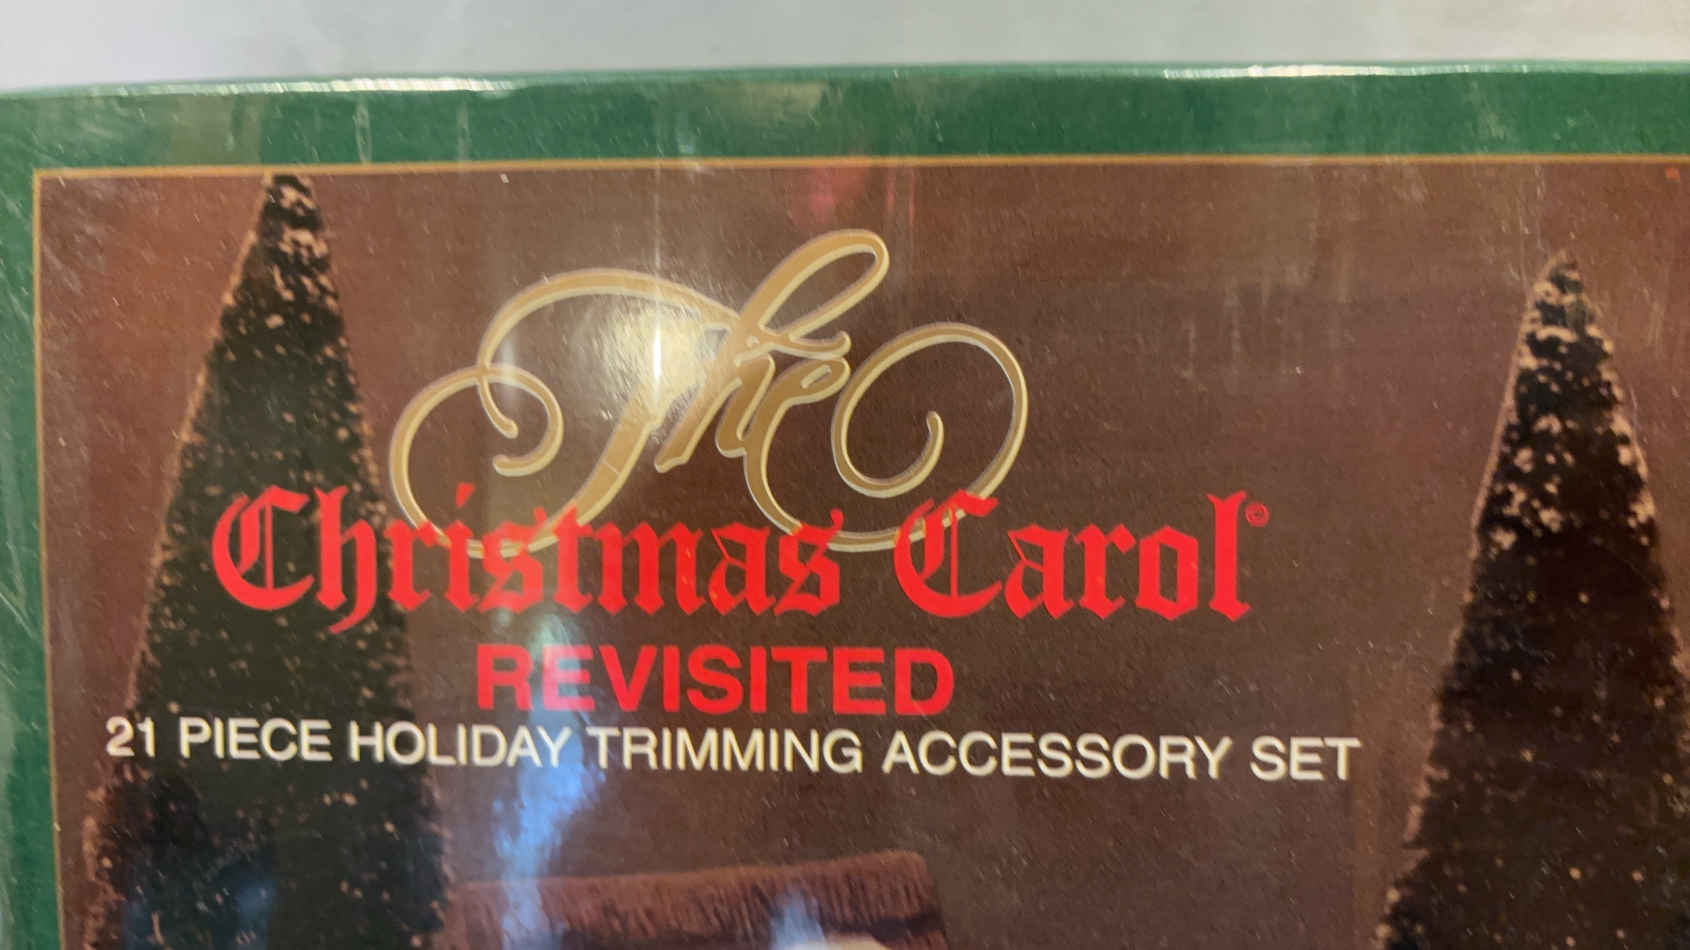 The
Christmas Carol©
REVISITED
21 PIECE HOLIDAY TRIMMING ACCESSORY SET